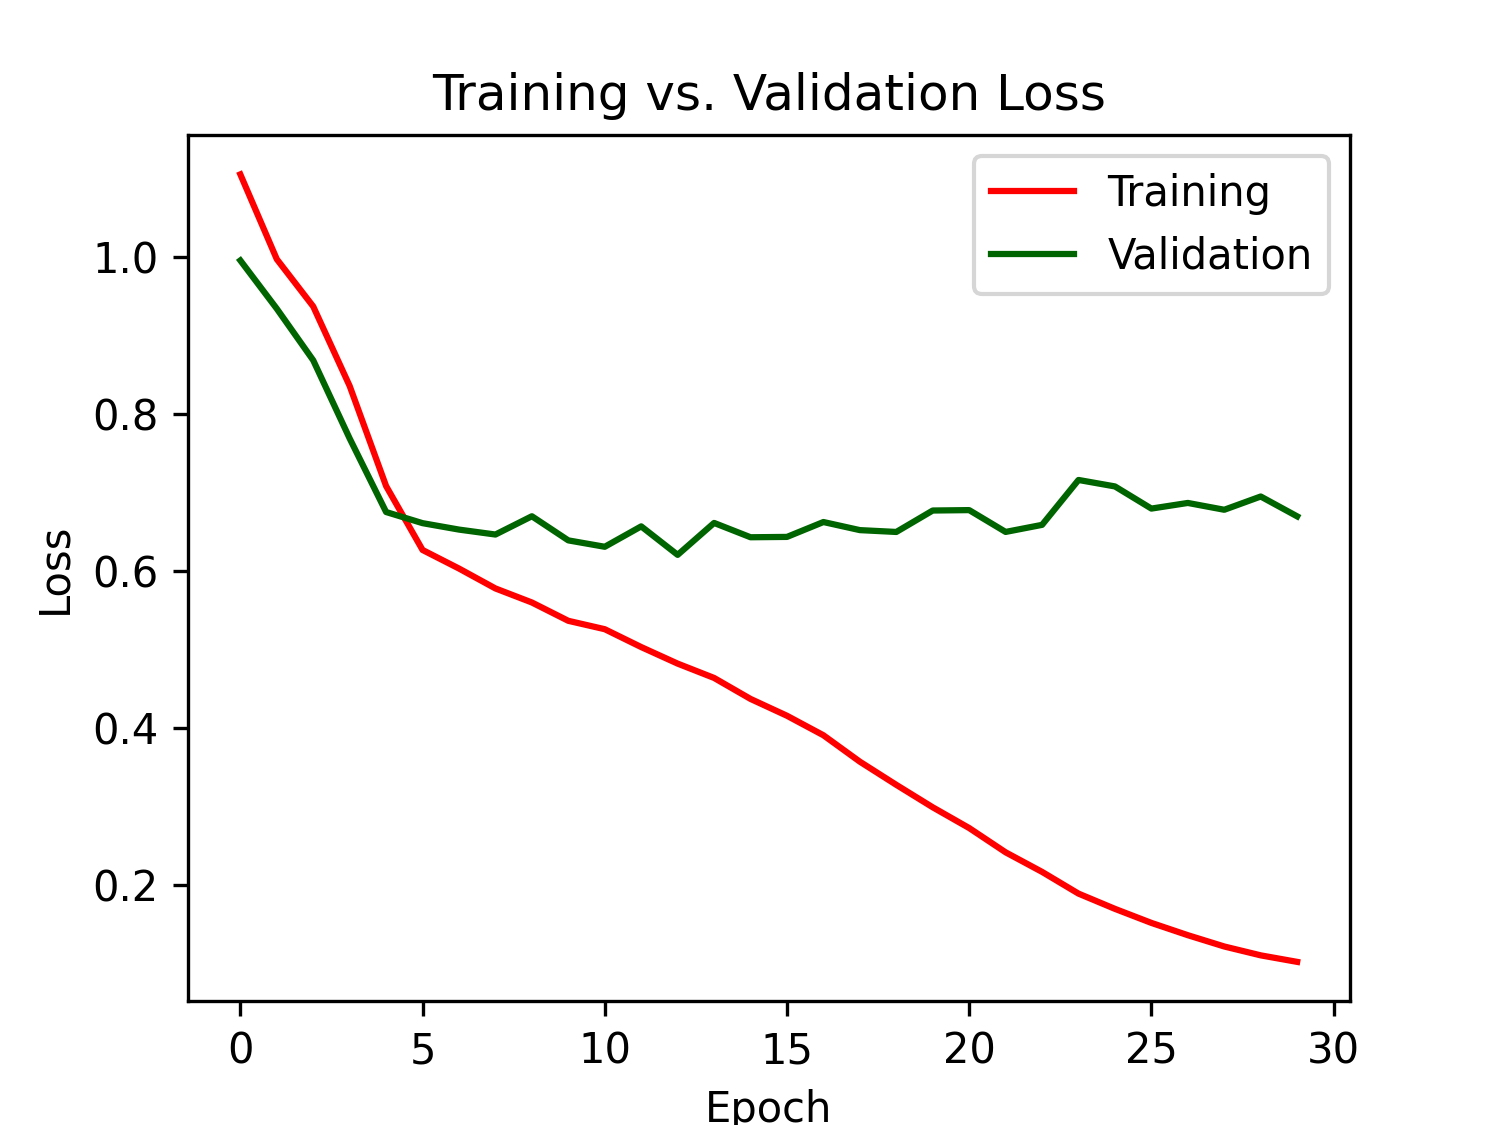 Training vs. Validation Loss
Training
Validation
1.0
0.8
0.6
0.4
0.2
Loss
0 5 10 15 20 25 30
Epoch